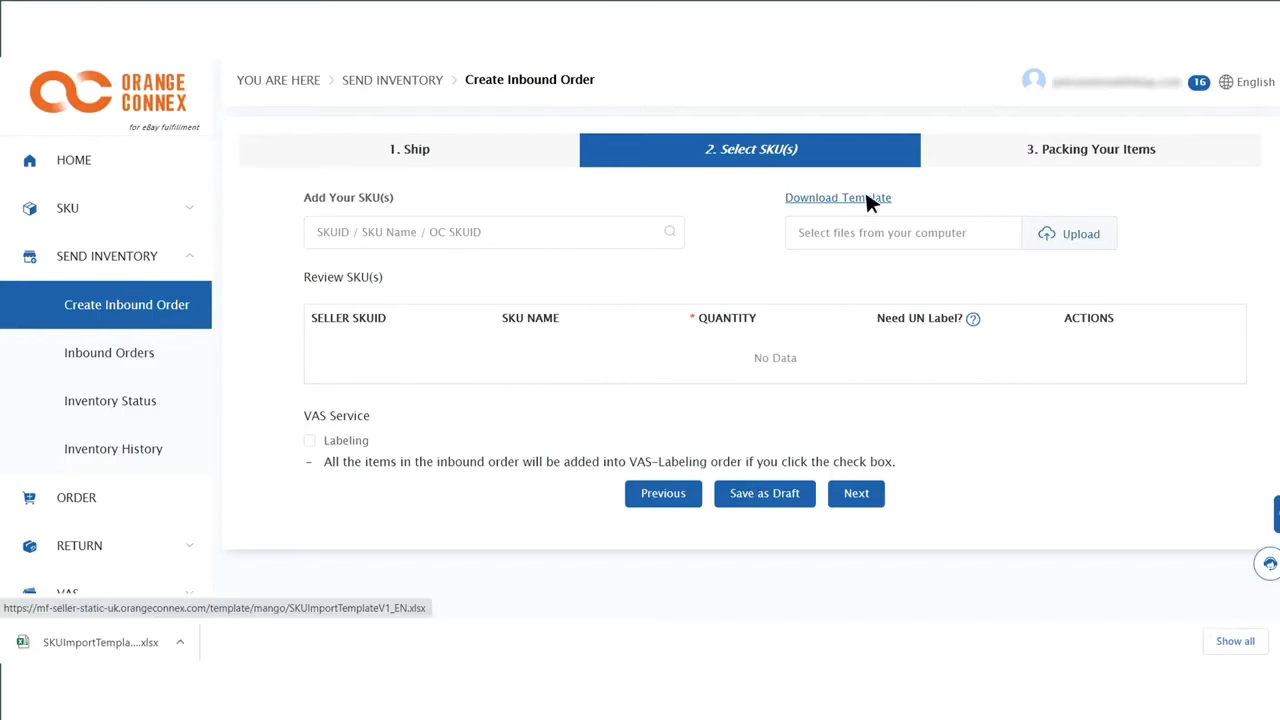 ORANGE
CONNEX
for eBay fulfillment
YOU ARE HERE > SEND INVENTORY > Create Inbound Order
16
English
HOME
SKU
SEND INVENTORY
Create Inbound Order
Inbound Orders
Inventory Status
Inventory History
ORDER
RETURN
VAS
1. Ship
2. Select SKU(s)
3. Packing Your Items
Add Your SKU(s)
Download Template
SKUID / SKU Name / OC SKUID
Select files from your computer
Upload
Review SKU(s)
SELLER SKUID
SKU NAME
* QUANTITY
Need UN Label? ?
ACTIONS
No Data
VAS Service
Labeling
– All the items in the inbound order will be added into VAS-Labeling order if you click the check box.
Previous
Save as Draft
Next
https://mf-seller-static-uk.orangeconnex.com/template/mango/SKUImportTemplateV1_EN.xlsx
SKUImportTempla....xlsx
Show all